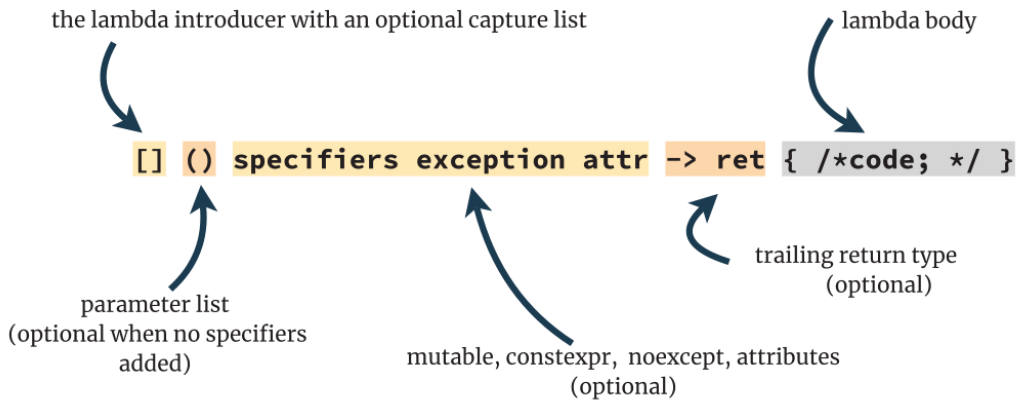 the lambda introducer with an optional capture list
lambda body
[] () specifiers exception attr -> ret { /*code; */ }
trailing return type
(optional)
parameter list
(optional when no specifiers
added)
mutable, constexpr, noexcept, attributes
(optional)